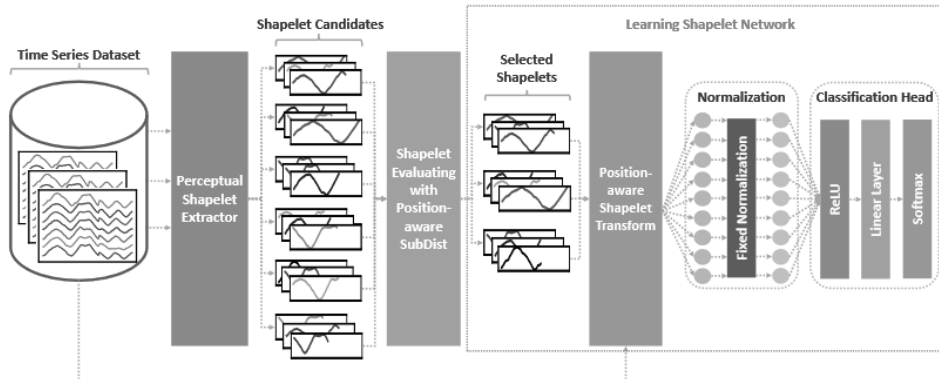 Learning Shapelet Network
Shapelet Candidates
Time Series Dataset
Selected
Shapelets
Normalization
Classification Head
Perceptual
Shapelet
Extractor
Shapelet
Evaluating
with
Position-
aware
SubDist
Position-
aware
Shapelet
Transform
Fixed Normalization
ReLU
Linear Layer
Softmax